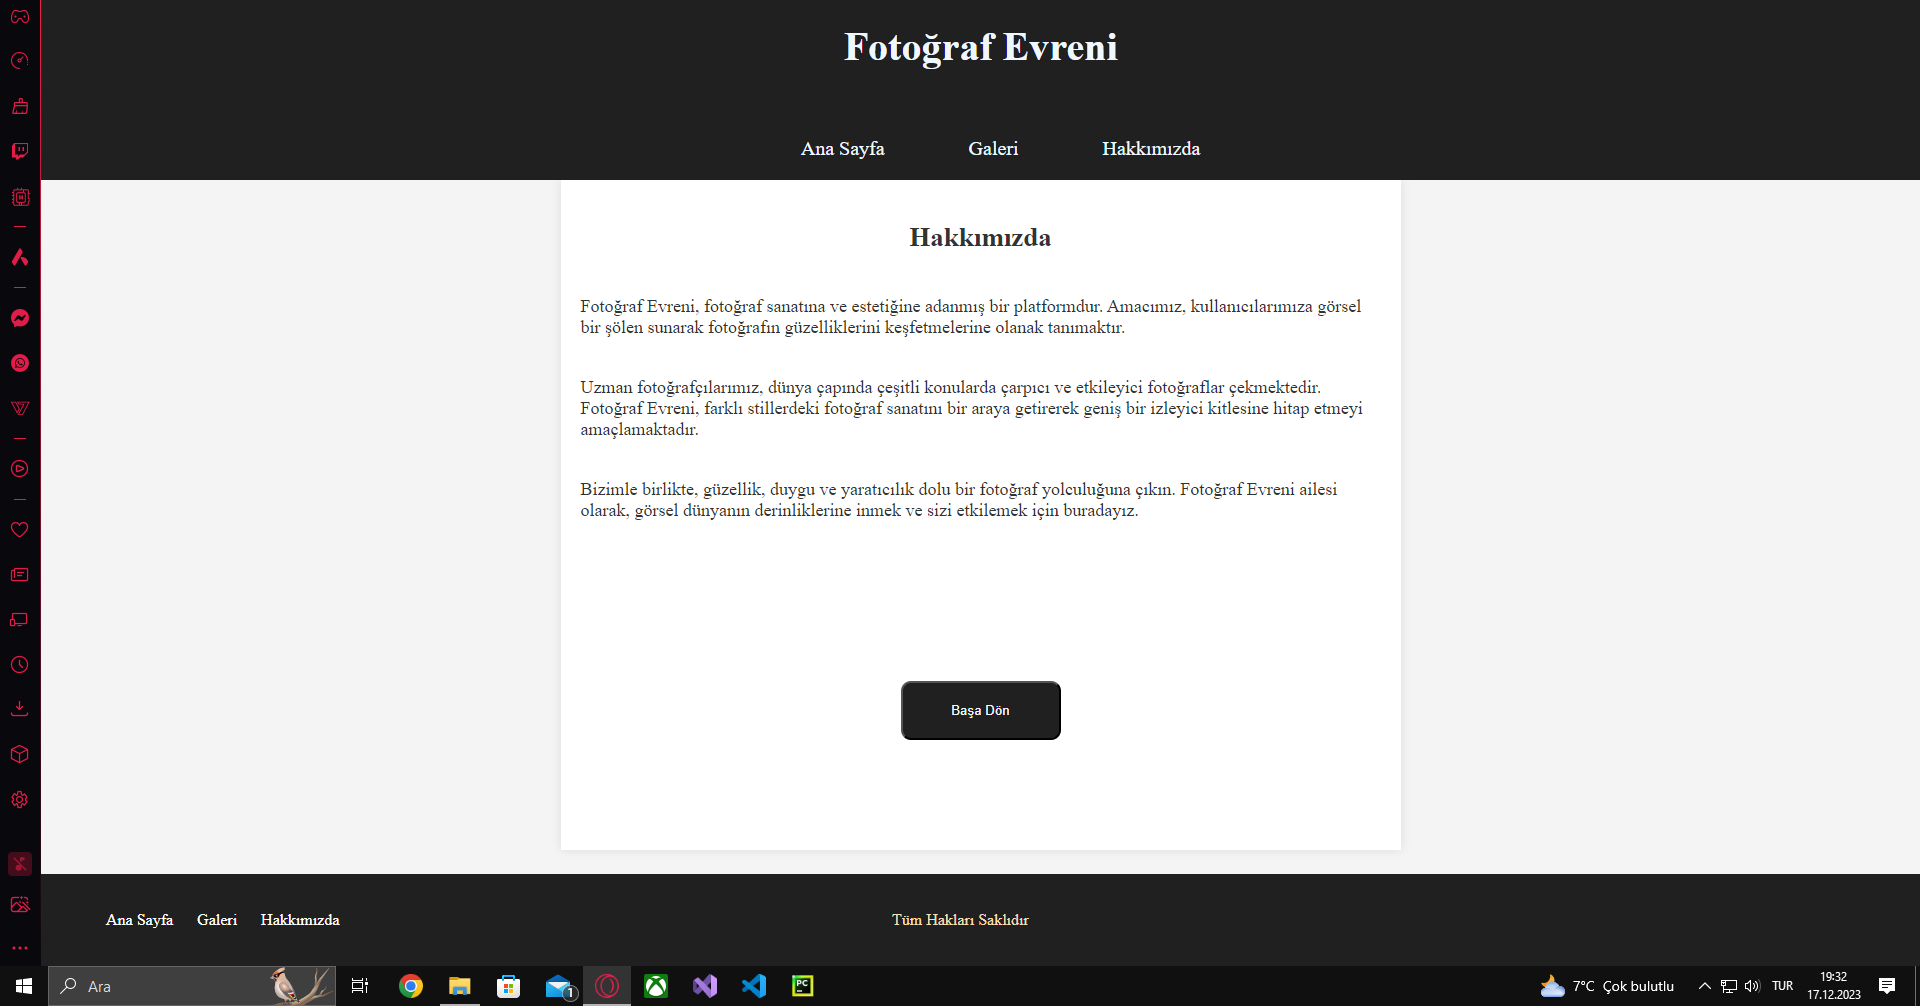 Fotoğraf Evreni
Ana Sayfa
Galeri
Hakkımızda
Hakkımızda
Fotoğraf Evreni, fotoğraf sanatına ve estetiğine adanmış bir platformdur. Amacımız, kullanıcılarımıza görsel
bir şölen sunarak fotoğrafın güzelliklerini keşfetmelerine olanak tanımaktır.
Uzman fotoğrafçılarımız, dünya çapında çeşitli konularda çarpıcı ve etkileyici fotoğraflar çekmektedir.
Fotoğraf Evreni, farklı stillerdeki fotoğraf sanatını bir araya getirerek geniş bir izleyici kitlesine hitap etmeyi
amaçlamaktadır.
Bizimle birlikte, güzellik, duygu ve yaratıcılık dolu bir fotoğraf yolculuğuna çıkın. Fotoğraf Evreni ailesi
olarak, görsel dünyanın derinliklerine inmek ve sizi etkilemek için buradayız.
Başa Dön
Ana Sayfa
Galeri
Hakkımızda
Tüm Hakları Saklıdır
Ara
1
PC
7°C Çok bulutlu
TUR
19:32
17.12.2023